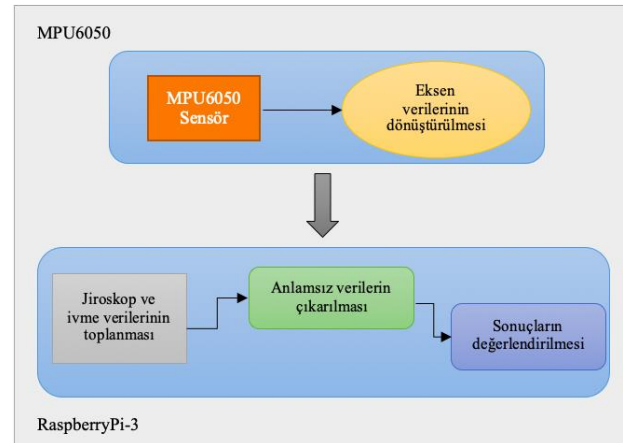 MPU6050
MPU6050
Sensör
Eksen
verilerinin
dönüştürülmesi
Jiroskop ve
ivme verilerinin
toplanması
Anlamsız verilerin
çıkarılması
Sonuçların
değerlendirilmesi
RaspberryPi-3